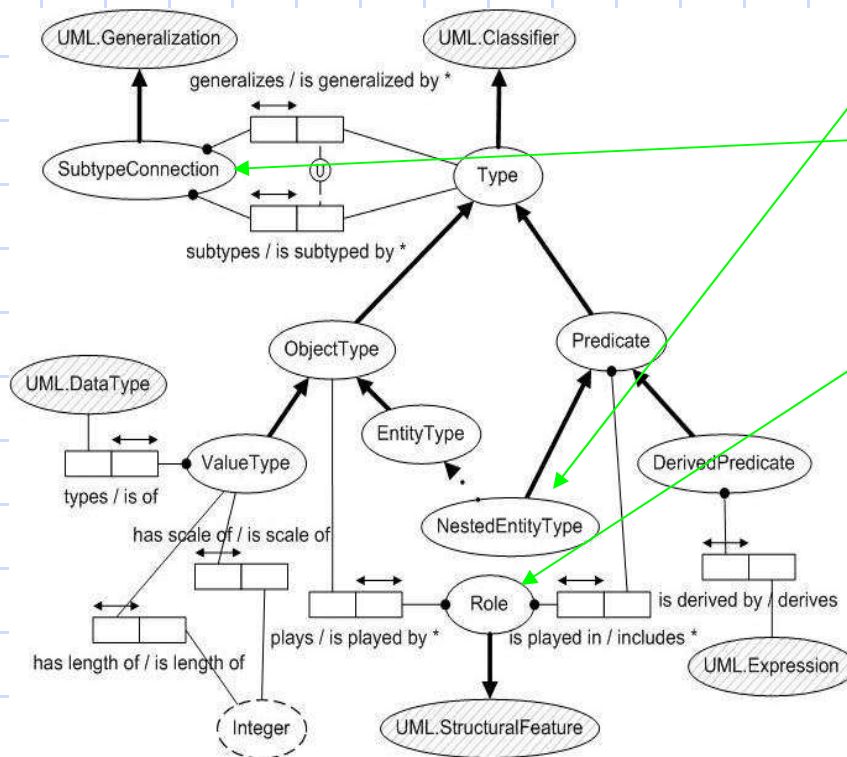 UML.Generalization
UML.Classifier
generalizes / is generalized by *
SubtypeConnection
U
Type
subtypes / is subtyped by *
ObjectType
Predicate
UML.DataType
EntityType
ValueType
DerivedPredicate
types / is of
has scale of / is scale of
NestedEntityType
Role
is derived by / derives
plays / is played by *
is played in / includes *
has length of / is length of
UML.Expression
Integer
UML.StructuralFeature